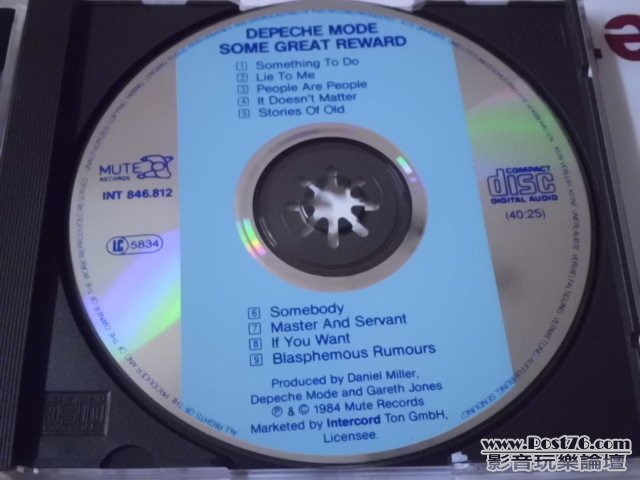 DEPECHE MODE
SOME GREAT REWARD
1 Something To Do
2 Lie To Me
3 People Are People
4 It Doesn't Matter
5 Stories Of Old
MUTE
RECORDS
INT 846.812
LC 5834
COMPACT
disc
DIGITAL AUDIO
(40:25)
6 Somebody
7 Master And Servant
8 If You Want
9 Blasphemous Rumours
Produced by Daniel Miller,
Depeche Mode and Gareth Jones
℗ & © 1984 Mute Records
Marketed by Intercord Ton GmbH,
Licensee.
ALL RIGHTS OF THE PRODUCER AND OF THE OWNER OF THE
www.Post76.com
影音玩樂論壇